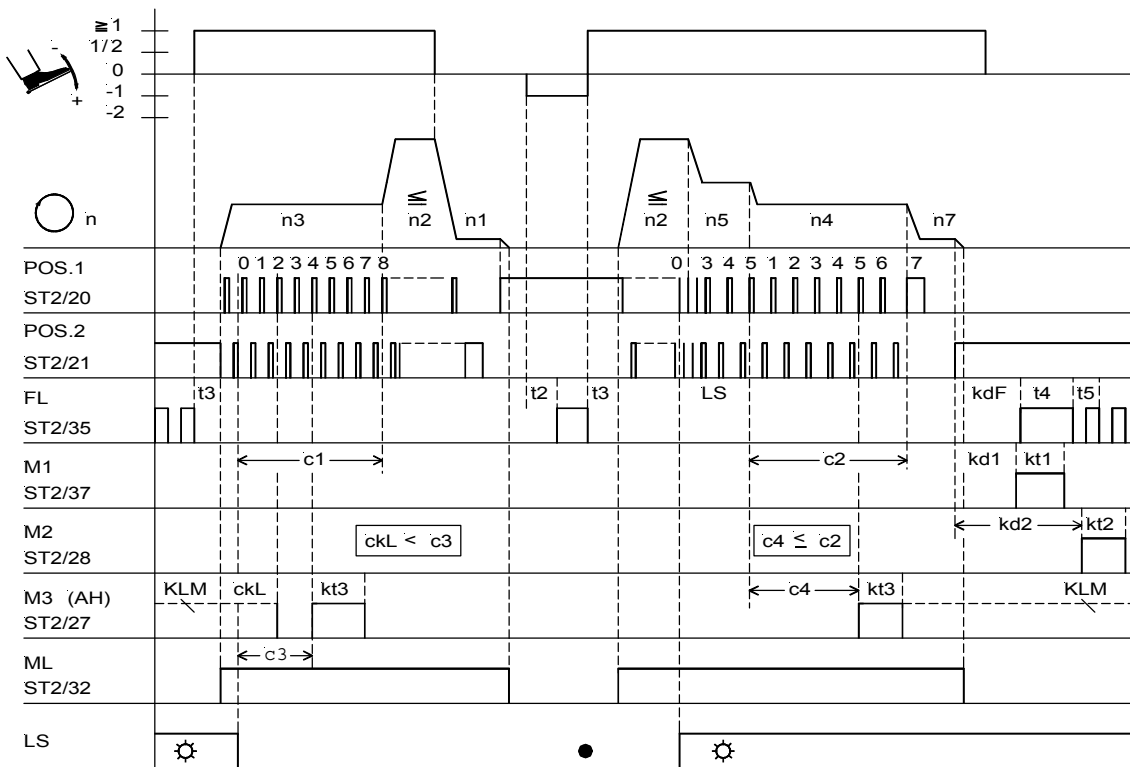 ≧1
1/2
0
-1
-2
-
+
n
n3
≦
n2
n1
≦
n2
n5
n4
n7
POS.1
ST2/20
0 1 2 3 4 5 6 7 8
0 3 4 5 1 2 3 4 5 6 7
POS.2
ST2/21
FL
ST2/35
t3
t2
t3
LS
kdF
t4
t5
M1
ST2/37
c1
c2
kd1
kt1
M2
ST2/28
ckL < c3
c4 ≤ c2
kd2
kt2
M3 (AH)
ST2/27
KLM
ckL
kt3
c4
kt3
KLM
ML
ST2/32
c3
LS